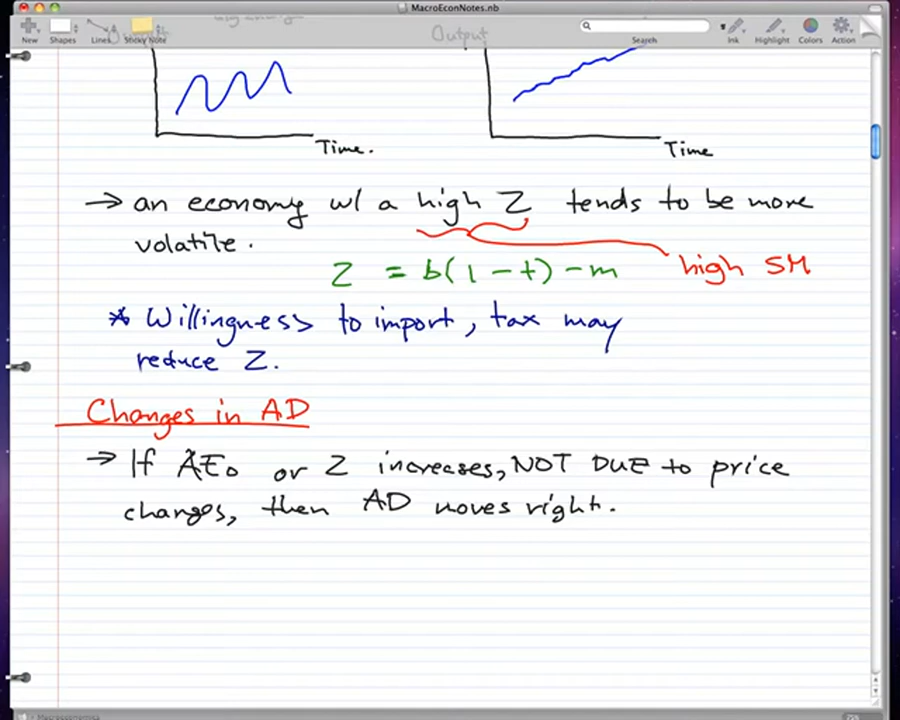 MacroEconNotes.nb
New Shapes Lines Sticky Note Search Ink Highlight Colors Action
Output
Time.
Time
→ an economy w/ a high Z tends to be more
volatile.
Z = b(1-t)-m
high SM
* Willingness to import, tax may
reduce Z.
Changes in AD
→ If AE₀ or Z increases, NOT DUE to price
changes, then AD moves right.